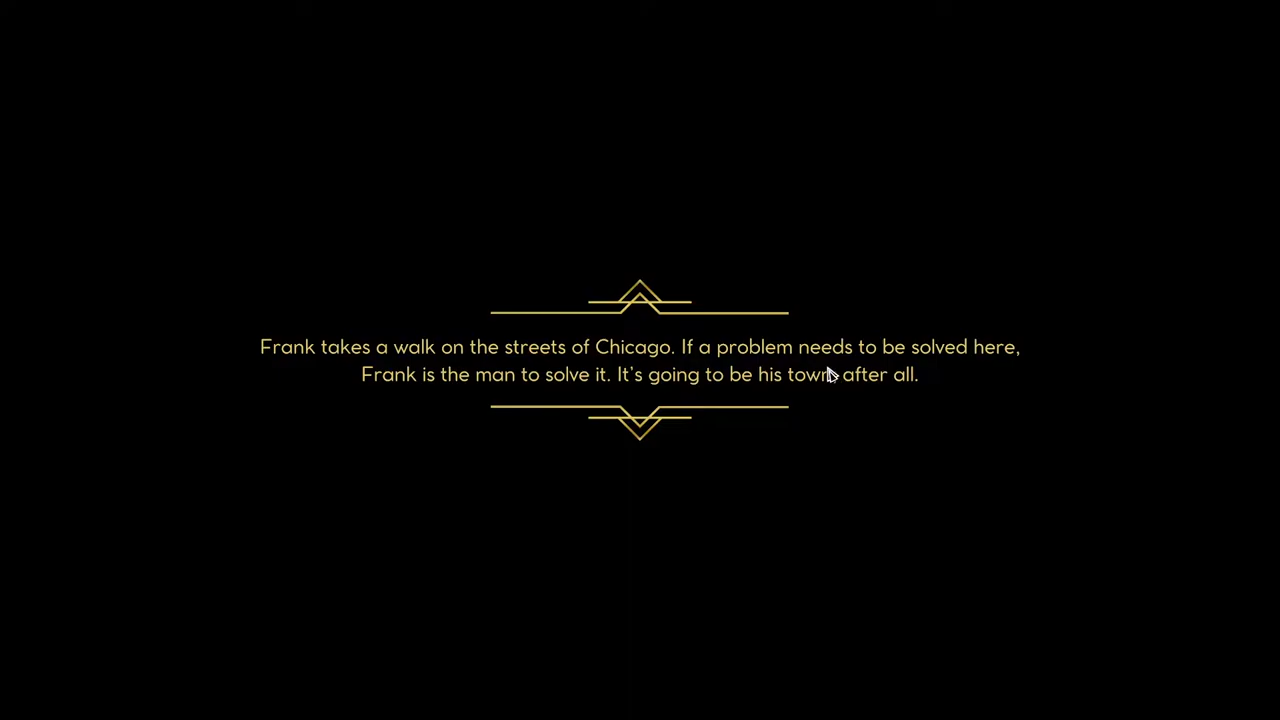 Frank takes a walk on the streets of Chicago. If a problem needs to be solved here,
Frank is the man to solve it. It's going to be his town after all.